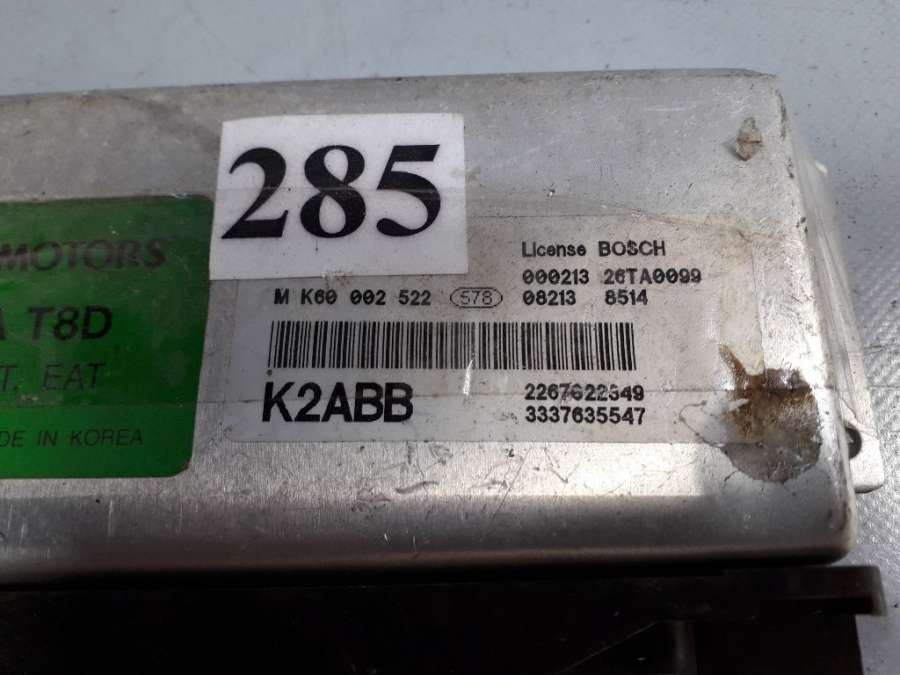 285
MOTORS
T8D
T. EAT
DE IN KOREA
License BOSCH
000213 26TA0099
M K60 002 522 578 08213 8514
K2ABB
2267622649
3337635547